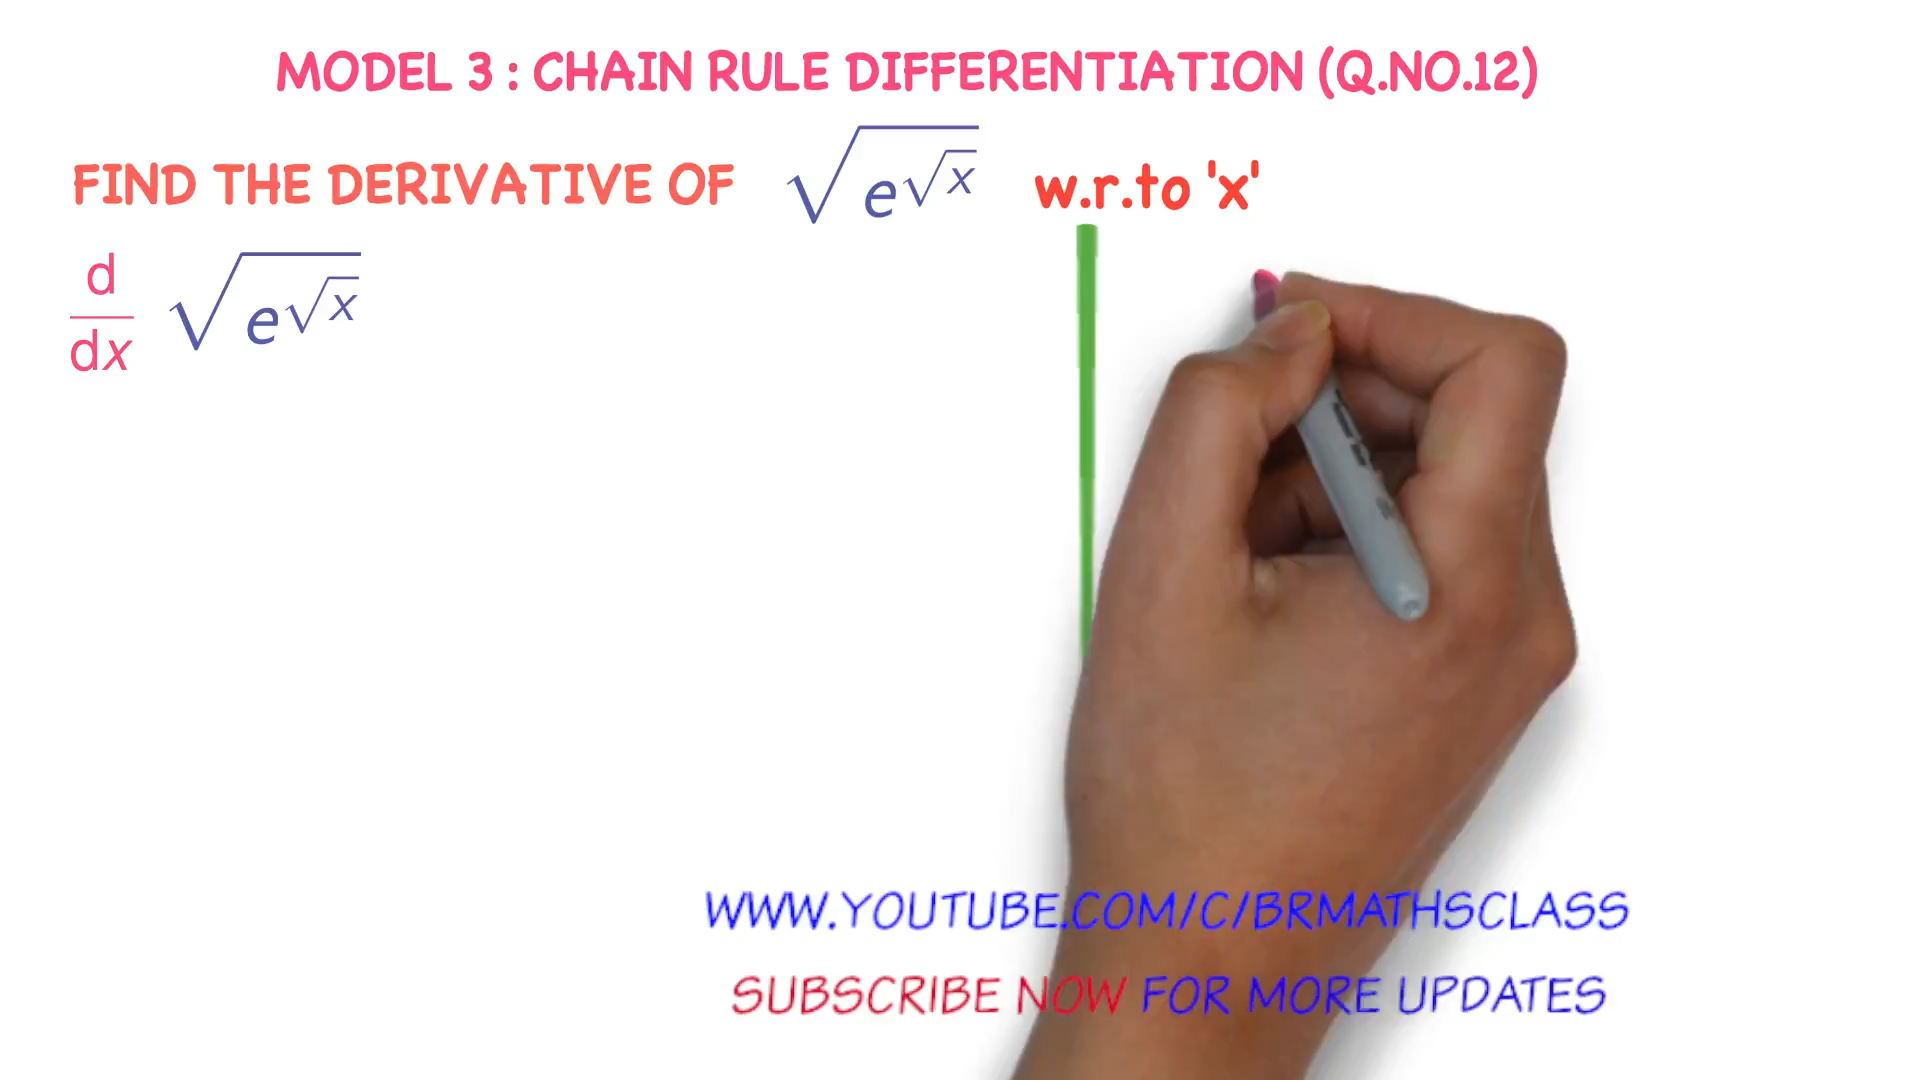 MODEL 3 : CHAIN RULE DIFFERENTIATION (Q.NO.12)
FIND THE DERIVATIVE OF √(e^√x) w.r.to 'x'
d/dx √(e^√x)
WWW.YOUTUBE.COM/C/BRMATHSCLASS
SUBSCRIBE NOW FOR MORE UPDATES